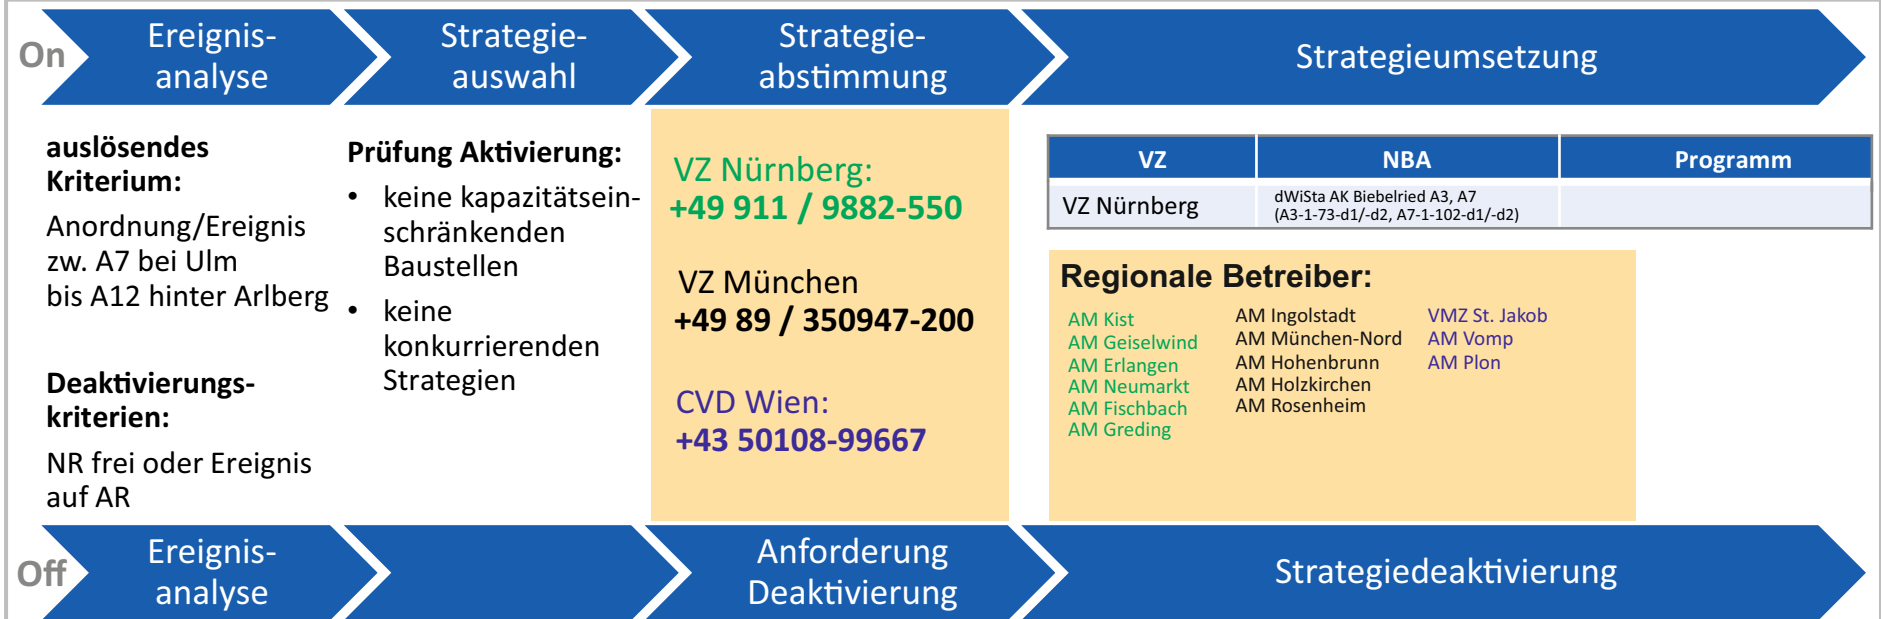 On
Ereignis-
analyse
Strategie-
auswahl
Strategie-
abstimmung
Strategieumsetzung
auslösendes
Kriterium:
Anordnung/Ereignis
zw. A7 bei Ulm
bis A12 hinter Arlberg
Deaktivierungs-
kriterien:
NR frei oder Ereignis
auf AR
Prüfung Aktivierung:
• keine kapazitätsein-
schränkenden
Baustellen
• keine
konkurrierenden
Strategien
VZ Nürnberg:
+49 911 / 9882-550
VZ München
+49 89 / 350947-200
CVD Wien:
+43 50108-99667
VZ NBA Programm
VZ Nürnberg
dWiSta AK Biebelried A3, A7
(A3-1-73-d1/-d2, A7-1-102-d1/-d2)
Regionale Betreiber:
AM Kist
AM Geiselwind
AM Erlangen
AM Neumarkt
AM Fischbach
AM Greding
AM Ingolstadt
AM München-Nord
AM Hohenbrunn
AM Holzkirchen
AM Rosenheim
VMZ St. Jakob
AM Vomp
AM Plon
Off
Ereignis-
analyse
Anforderung
Deaktivierung
Strategiedeaktivierung